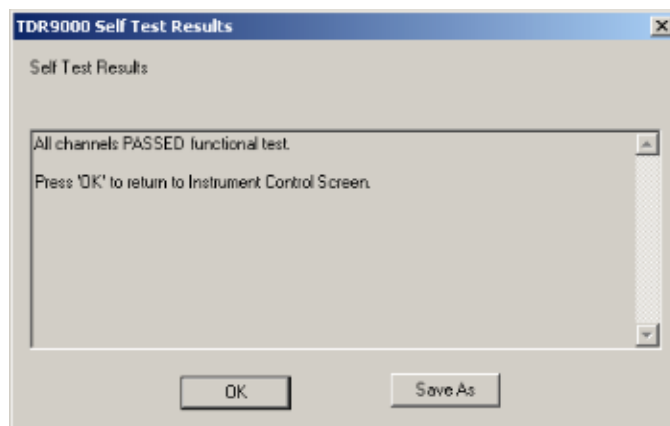 TDR9000 Self Test Results
Self Test Results
All channels PASSED functional test.
Press 'OK' to return to Instrument Control Screen.
OK
Save As